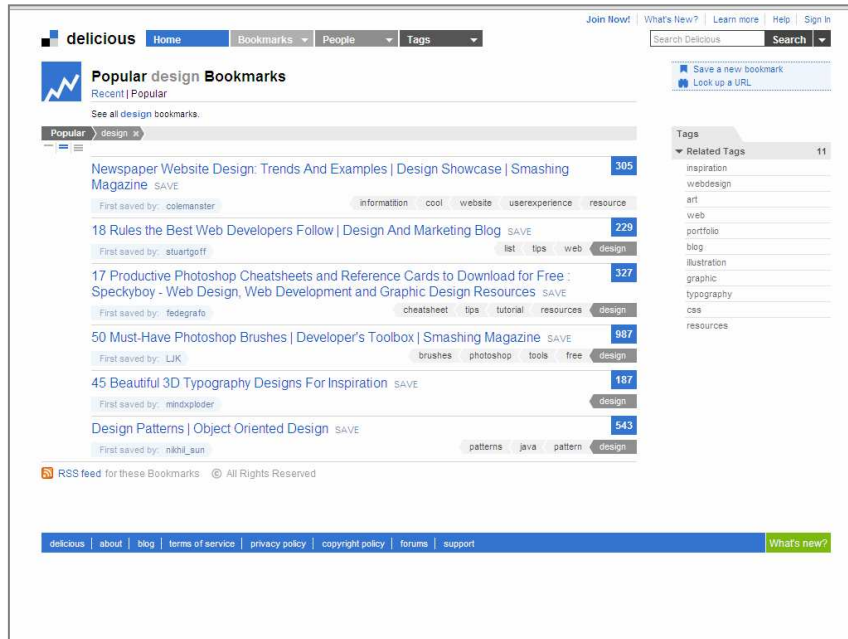 Join Now! What's New? Learn more Help Sign In
delicious Home Bookmarks People Tags Search Delicious Search
Popular design Bookmarks
Recent | Popular
Save a new bookmark
Look up a URL
See all design bookmarks.
Popular design x
Newspaper Website Design: Trends And Examples | Design Showcase | Smashing
Magazine SAVE
305
First saved by: colemanster informatition cool website userexperience resource
18 Rules the Best Web Developers Follow | Design And Marketing Blog SAVE 229
First saved by: stuartgoff list tips web design
17 Productive Photoshop Cheatsheets and Reference Cards to Download for Free :
Speckyboy - Web Design, Web Development and Graphic Design Resources SAVE
327
First saved by: fedegrafo cheatsheet tips tutorial resources design
50 Must-Have Photoshop Brushes | Developer's Toolbox | Smashing Magazine SAVE 987
First saved by: LJK brushes photoshop tools free design
45 Beautiful 3D Typography Designs For Inspiration SAVE 187
First saved by: mindxploder design
Design Patterns | Object Oriented Design SAVE 543
First saved by: nikhil_sun patterns java pattern design
RSS feed for these Bookmarks © All Rights Reserved
Tags
Related Tags 11
inspiration
webdesign
art
web
portfolio
blog
illustration
graphic
typography
css
resources
delicious | about | blog | terms of service | privacy policy | copyright policy | forums | support What's new?